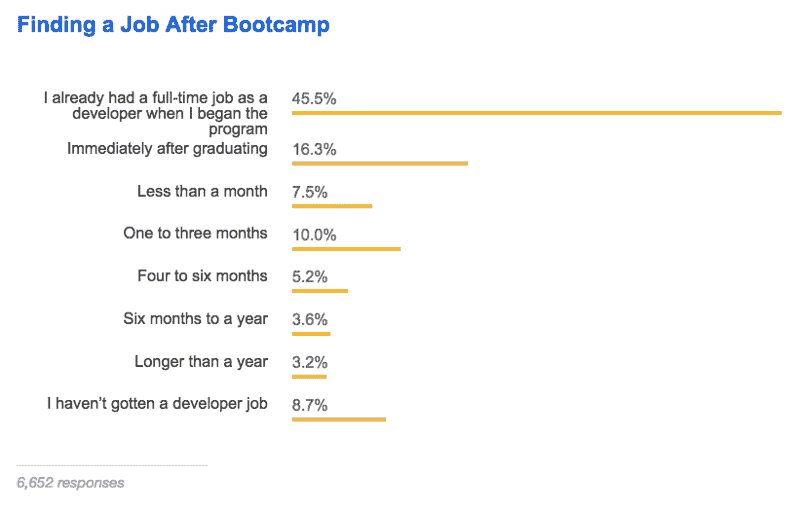 Finding a Job After Bootcamp
I already had a full-time job as a
developer when I began the
program
45.5%
Immediately after graduating
16.3%
Less than a month
7.5%
One to three months
10.0%
Four to six months
5.2%
Six months to a year
3.6%
Longer than a year
3.2%
I haven’t gotten a developer job
8.7%
6,652 responses